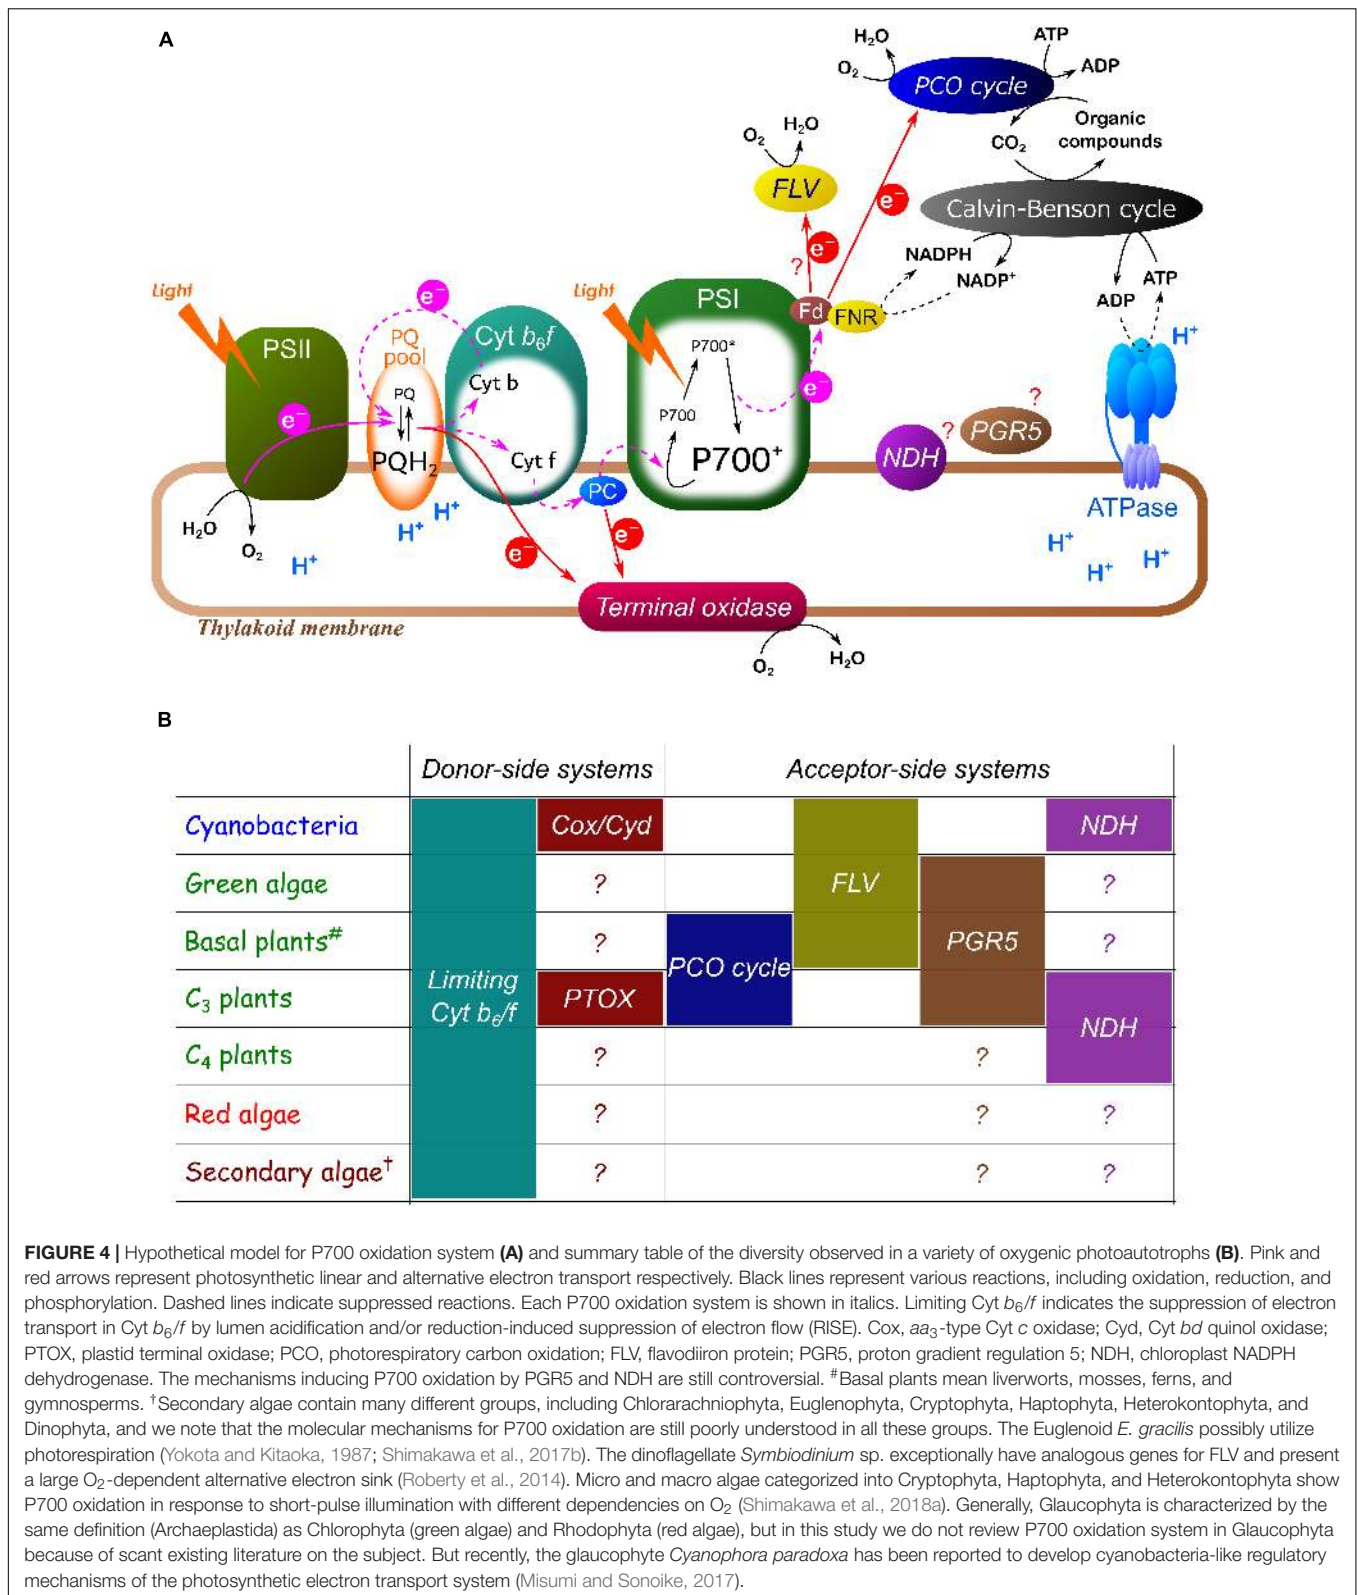 A
H₂O
O₂
PCO cycle
ATP
ADP
Organic
compounds
CO₂
O₂
H₂O
FLV
e⁻
e⁻
Calvin-Benson cycle
?
NADPH
NADP⁺
ADP
ATP
Light
Light
PSII
PQ
pool
PQ
PQH₂
e⁻
e⁻
Cyt b₆f
Cyt b
Cyt f
PSI
P700*
P700
P700⁺
Fd
FNR
e⁻
PC
e⁻
e⁻
NDH
?
PGR5
?
H⁺
ATPase
H₂O
O₂
H⁺
H⁺
H⁺
H⁺
H⁺
H⁺
Terminal oxidase
Thylakoid membrane
O₂
H₂O
B
Donor-side systems Acceptor-side systems
Cyanobacteria Cox/Cyd NDH
Green algae ? FLV ?
Basal plants# ? PGR5 ?
PCO cycle
Limiting
Cyt b₆/f
C₃ plants PTOX
NDH
C₄ plants ? ?
Red algae ? ? ?
Secondary algae† ? ? ?
FIGURE 4 | Hypothetical model for P700 oxidation system (A) and summary table of the diversity observed in a variety of oxygenic photoautotrophs (B). Pink and
red arrows represent photosynthetic linear and alternative electron transport respectively. Black lines represent various reactions, including oxidation, reduction, and
phosphorylation. Dashed lines indicate suppressed reactions. Each P700 oxidation system is shown in italics. Limiting Cyt b₆/f indicates the suppression of electron
transport in Cyt b₆/f by lumen acidification and/or reduction-induced suppression of electron flow (RISE). Cox, aa₃-type Cyt c oxidase; Cyd, Cyt bd quinol oxidase;
PTOX, plastid terminal oxidase; PCO, photorespiratory carbon oxidation; FLV, flavodiiron protein; PGR5, proton gradient regulation 5; NDH, chloroplast NADPH
dehydrogenase. The mechanisms inducing P700 oxidation by PGR5 and NDH are still controversial. #Basal plants mean liverworts, mosses, ferns, and
gymnosperms. †Secondary algae contain many different groups, including Chlorarachniophyta, Euglenophyta, Cryptophyta, Haptophyta, Heterokontophyta, and
Dinophyta, and we note that the molecular mechanisms for P700 oxidation are still poorly understood in all these groups. The Euglenoid E. gracilis possibly utilize
photorespiration (Yokota and Kitaoka, 1987; Shimakawa et al., 2017b). The dinoflagellate Symbiodinium sp. exceptionally have analogous genes for FLV and present
a large O₂-dependent alternative electron sink (Roberty et al., 2014). Micro and macro algae categorized into Cryptophyta, Haptophyta, and Heterokontophyta show
P700 oxidation in response to short-pulse illumination with different dependencies on O₂ (Shimakawa et al., 2018a). Generally, Glaucophyta is characterized by the
same definition (Archaeplastida) as Chlorophyta (green algae) and Rhodophyta (red algae), but in this study we do not review P700 oxidation system in Glaucophyta
because of scant existing literature on the subject. But recently, the glaucophyte Cyanophora paradoxa has been reported to develop cyanobacteria-like regulatory
mechanisms of the photosynthetic electron transport system (Misumi and Sonoike, 2017).